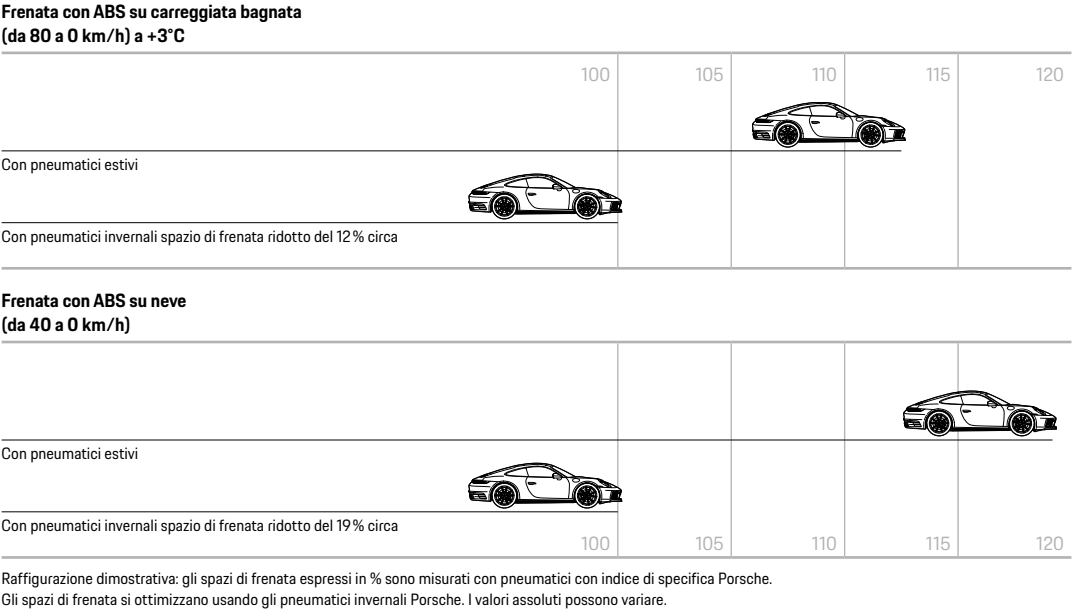 Frenata con ABS su carreggiata bagnata
(da 80 a 0 km/h) a +3°C
100 105 110 115 120
Con pneumatici estivi
Con pneumatici invernali spazio di frenata ridotto del 12 % circa
Frenata con ABS su neve
(da 40 a 0 km/h)
Con pneumatici estivi
Con pneumatici invernali spazio di frenata ridotto del 19 % circa
100 105 110 115 120
Raffigurazione dimostrativa: gli spazi di frenata espressi in % sono misurati con pneumatici con indice di specifica Porsche.
Gli spazi di frenata si ottimizzano usando gli pneumatici invernali Porsche. I valori assoluti possono variare.